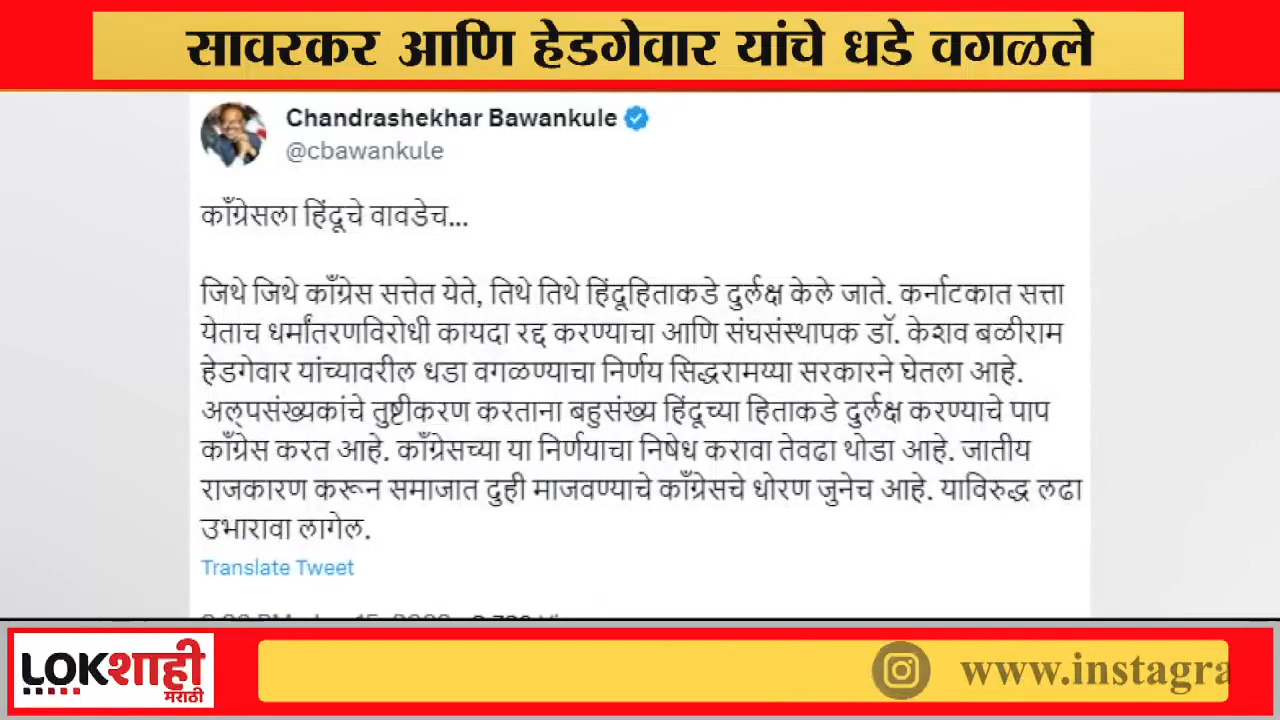 सावरकर आणि हेडगेवार यांचे धडे वगळले
Chandrashekhar Bawankule
@cbawankule
काँग्रेसला हिंदूचे वावडेच...
जिथे जिथे काँग्रेस सत्तेत येते, तिथे तिथे हिंदूहिताकडे दुर्लक्ष केले जाते. कर्नाटकात सत्ता
येताच धर्मांतरणविरोधी कायदा रद्द करण्याचा आणि संघसंस्थापक डॉ. केशव बळीराम
हेडगेवार यांच्यावरील धडा वगळण्याचा निर्णय सिद्धरामय्या सरकारने घेतला आहे.
अल्पसंख्यकांचे तुष्टीकरण करताना बहुसंख्य हिंदूच्या हिताकडे दुर्लक्ष करण्याचे पाप
काँग्रेस करत आहे. काँग्रेसच्या या निर्णयाचा निषेध करावा तेवढा थोडा आहे. जातीय
राजकारण करून समाजात दुही माजवण्याचे काँग्रेसचे धोरण जुनेच आहे. याविरुद्ध लढा
उभारावा लागेल.
Translate Tweet
LOKशाही
मराठी
www.instagra